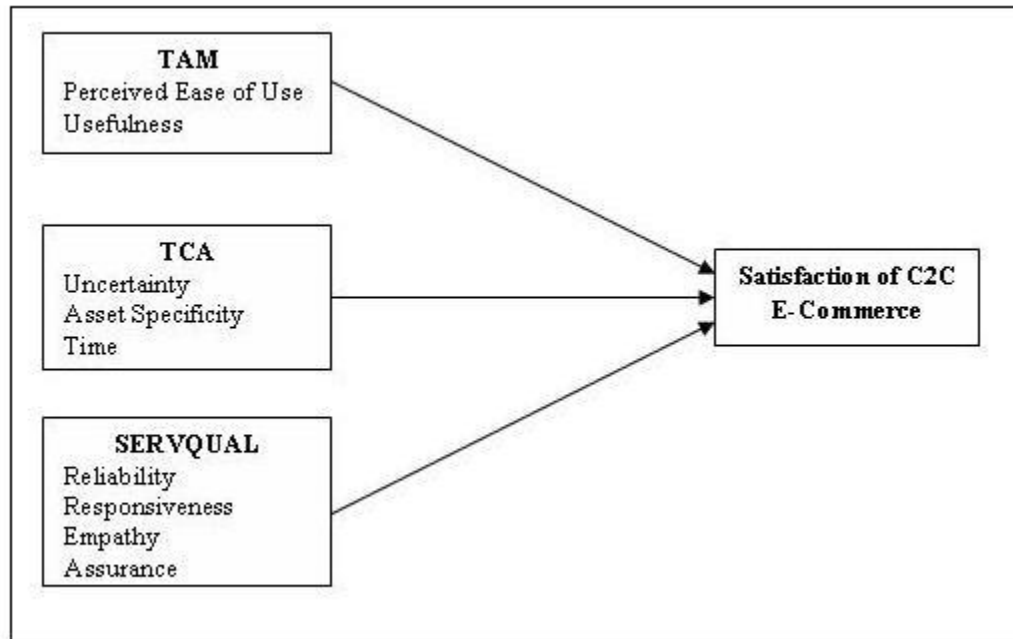 TAM
Perceived Ease of Use
Usefulness
TCA
Uncertainty
Asset Specificity
Time
SERVQUAL
Reliability
Responsiveness
Empathy
Assurance
Satisfaction of C2C
E-Commerce